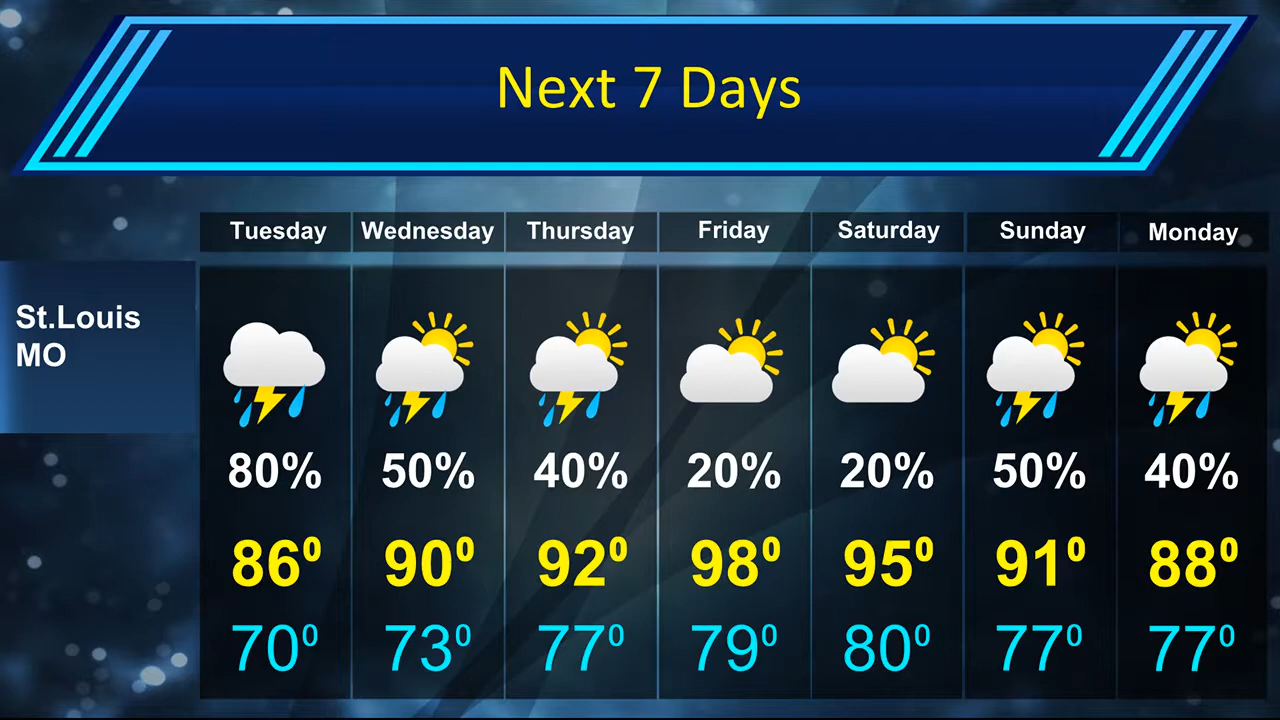 Next 7 Days
Tuesday Wednesday Thursday Friday Saturday Sunday Monday
St.Louis
MO
80% 50% 40% 20% 20% 50% 40%
86⁰ 90⁰ 92⁰ 98⁰ 95⁰ 91⁰ 88⁰
70⁰ 73⁰ 77⁰ 79⁰ 80⁰ 77⁰ 77⁰